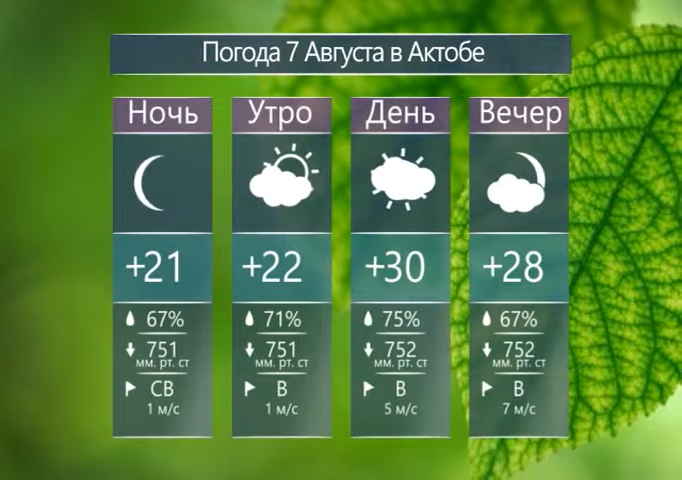 Погода 7 Августа в Актобе
Ночь Утро День Вечер
+21 +22 +30 +28
67% 71% 75% 67%
751 751 752 752
мм. рт. ст мм. рт. ст мм. рт. ст мм. рт. ст
СВ В В В
1 м/с 1 м/с 5 м/с 7 м/с